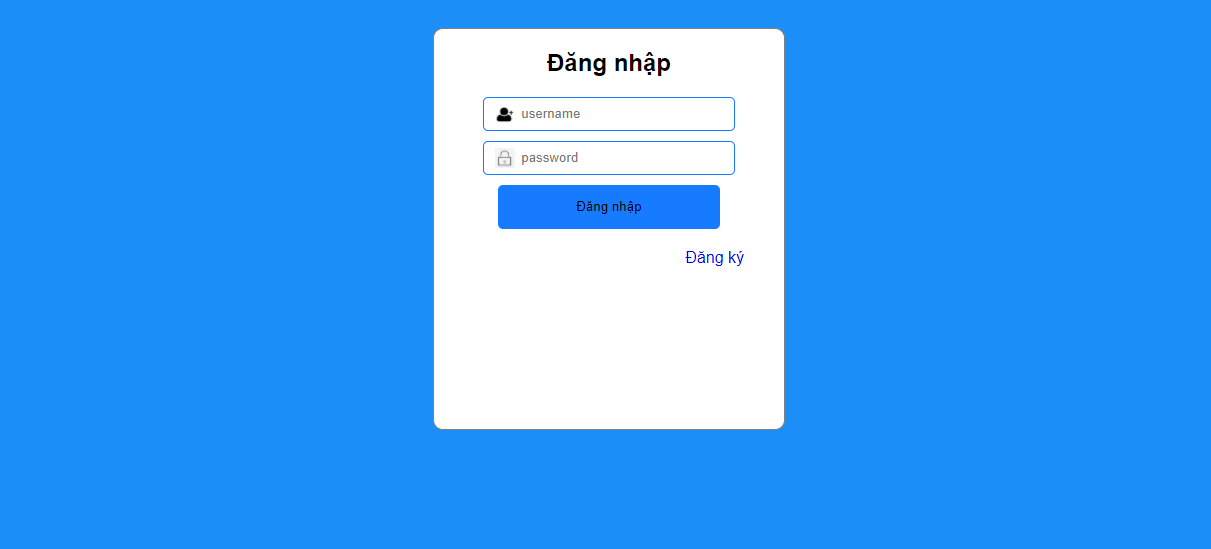 Đăng nhập
username
password
Đăng nhập
Đăng ký